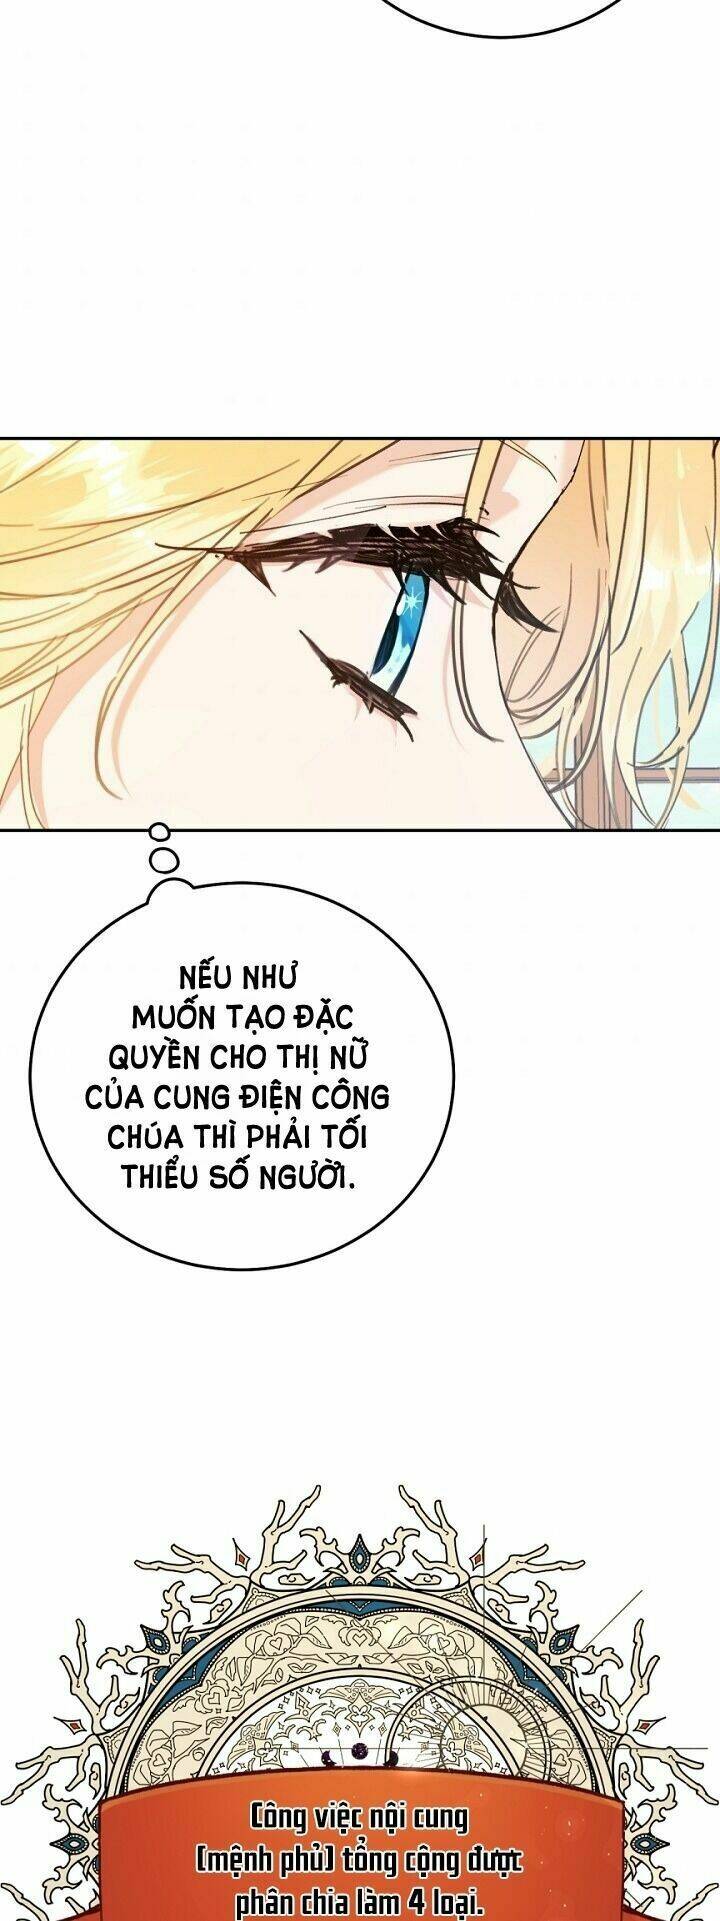 NẾU NHƯ
MUỐN TẠO ĐẶC
QUYỀN CHO THỊ NỮ
CỦA CUNG ĐIỆN CÔNG
CHÚA THÌ PHẢI TỐI
THIỂU SỐ NGƯỜI.
Công việc nội cung
(mệnh phủ) tổng cộng được
phân chia làm 4 loại.